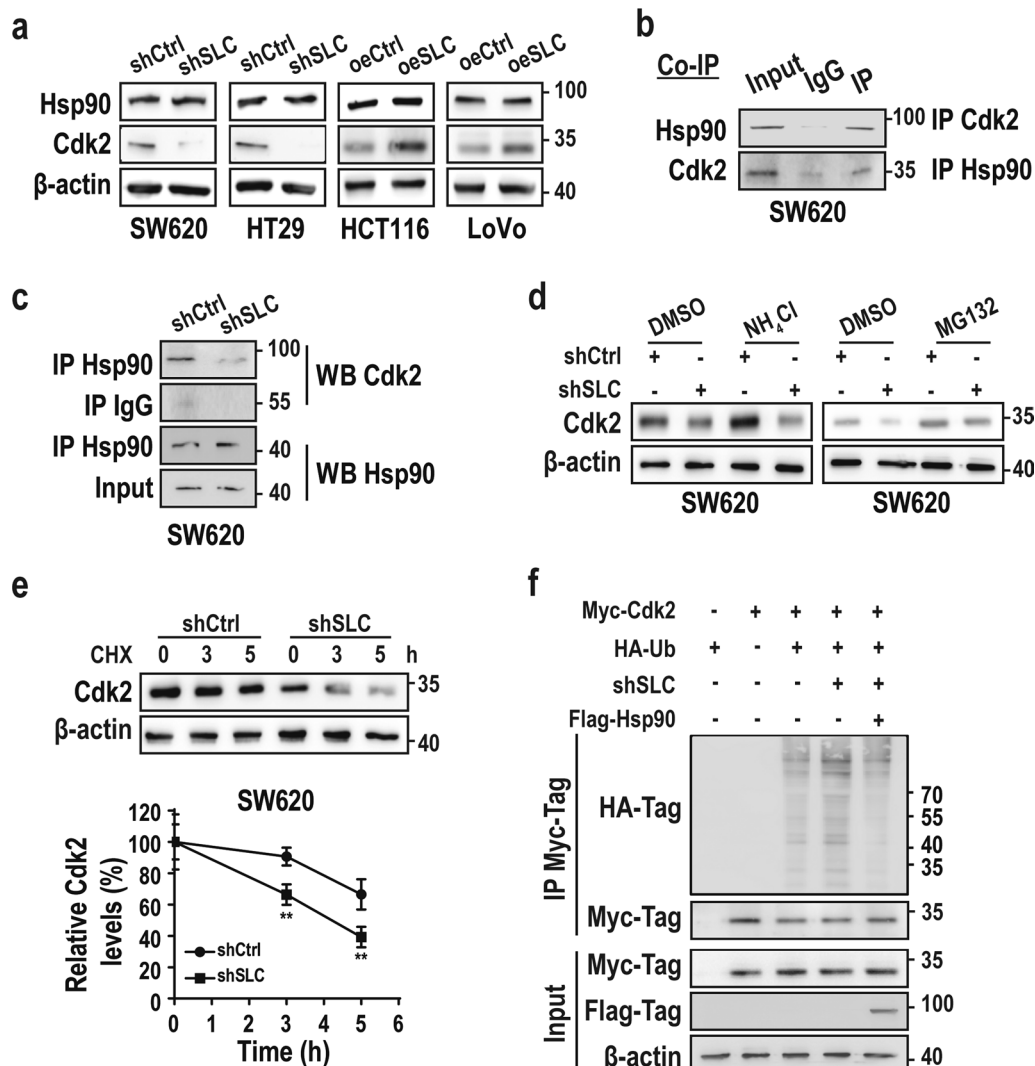 a
shCtrl shSLC shCtrl shSLC oeCtrl oeSLC oeCtrl oeSLC
Hsp90 100
Cdk2 35
β-actin 40
SW620 HT29 HCT116 LoVo
b
Co-IP Input IgG IP
Hsp90 100 IP Cdk2
Cdk2 35 IP Hsp90
SW620
c
shCtrl shSLC
IP Hsp90 100
WB Cdk2
IP IgG 55
IP Hsp90 40
WB Hsp90
Input 40
SW620
d
DMSO NH4Cl DMSO MG132
shCtrl + - + - + - + -
shSLC - + - + - + - +
Cdk2 35
β-actin 40
SW620 SW620
e
shCtrl shSLC
CHX 0 3 5 0 3 5 h
Cdk2 35
β-actin 40
SW620
120
100
80
60
40
20
0
Relative Cdk2
levels (%)
** **
shCtrl
shSLC
0 1 2 3 4 5 6
Time (h)
f
Myc-Cdk2 - + + + +
HA-Ub + - + + +
shSLC - - - + +
Flag-Hsp90 - - - - +
IP Myc-Tag
HA-Tag
70
55
40
35
Myc-Tag 35
Input
Myc-Tag 35
Flag-Tag 100
β-actin 40